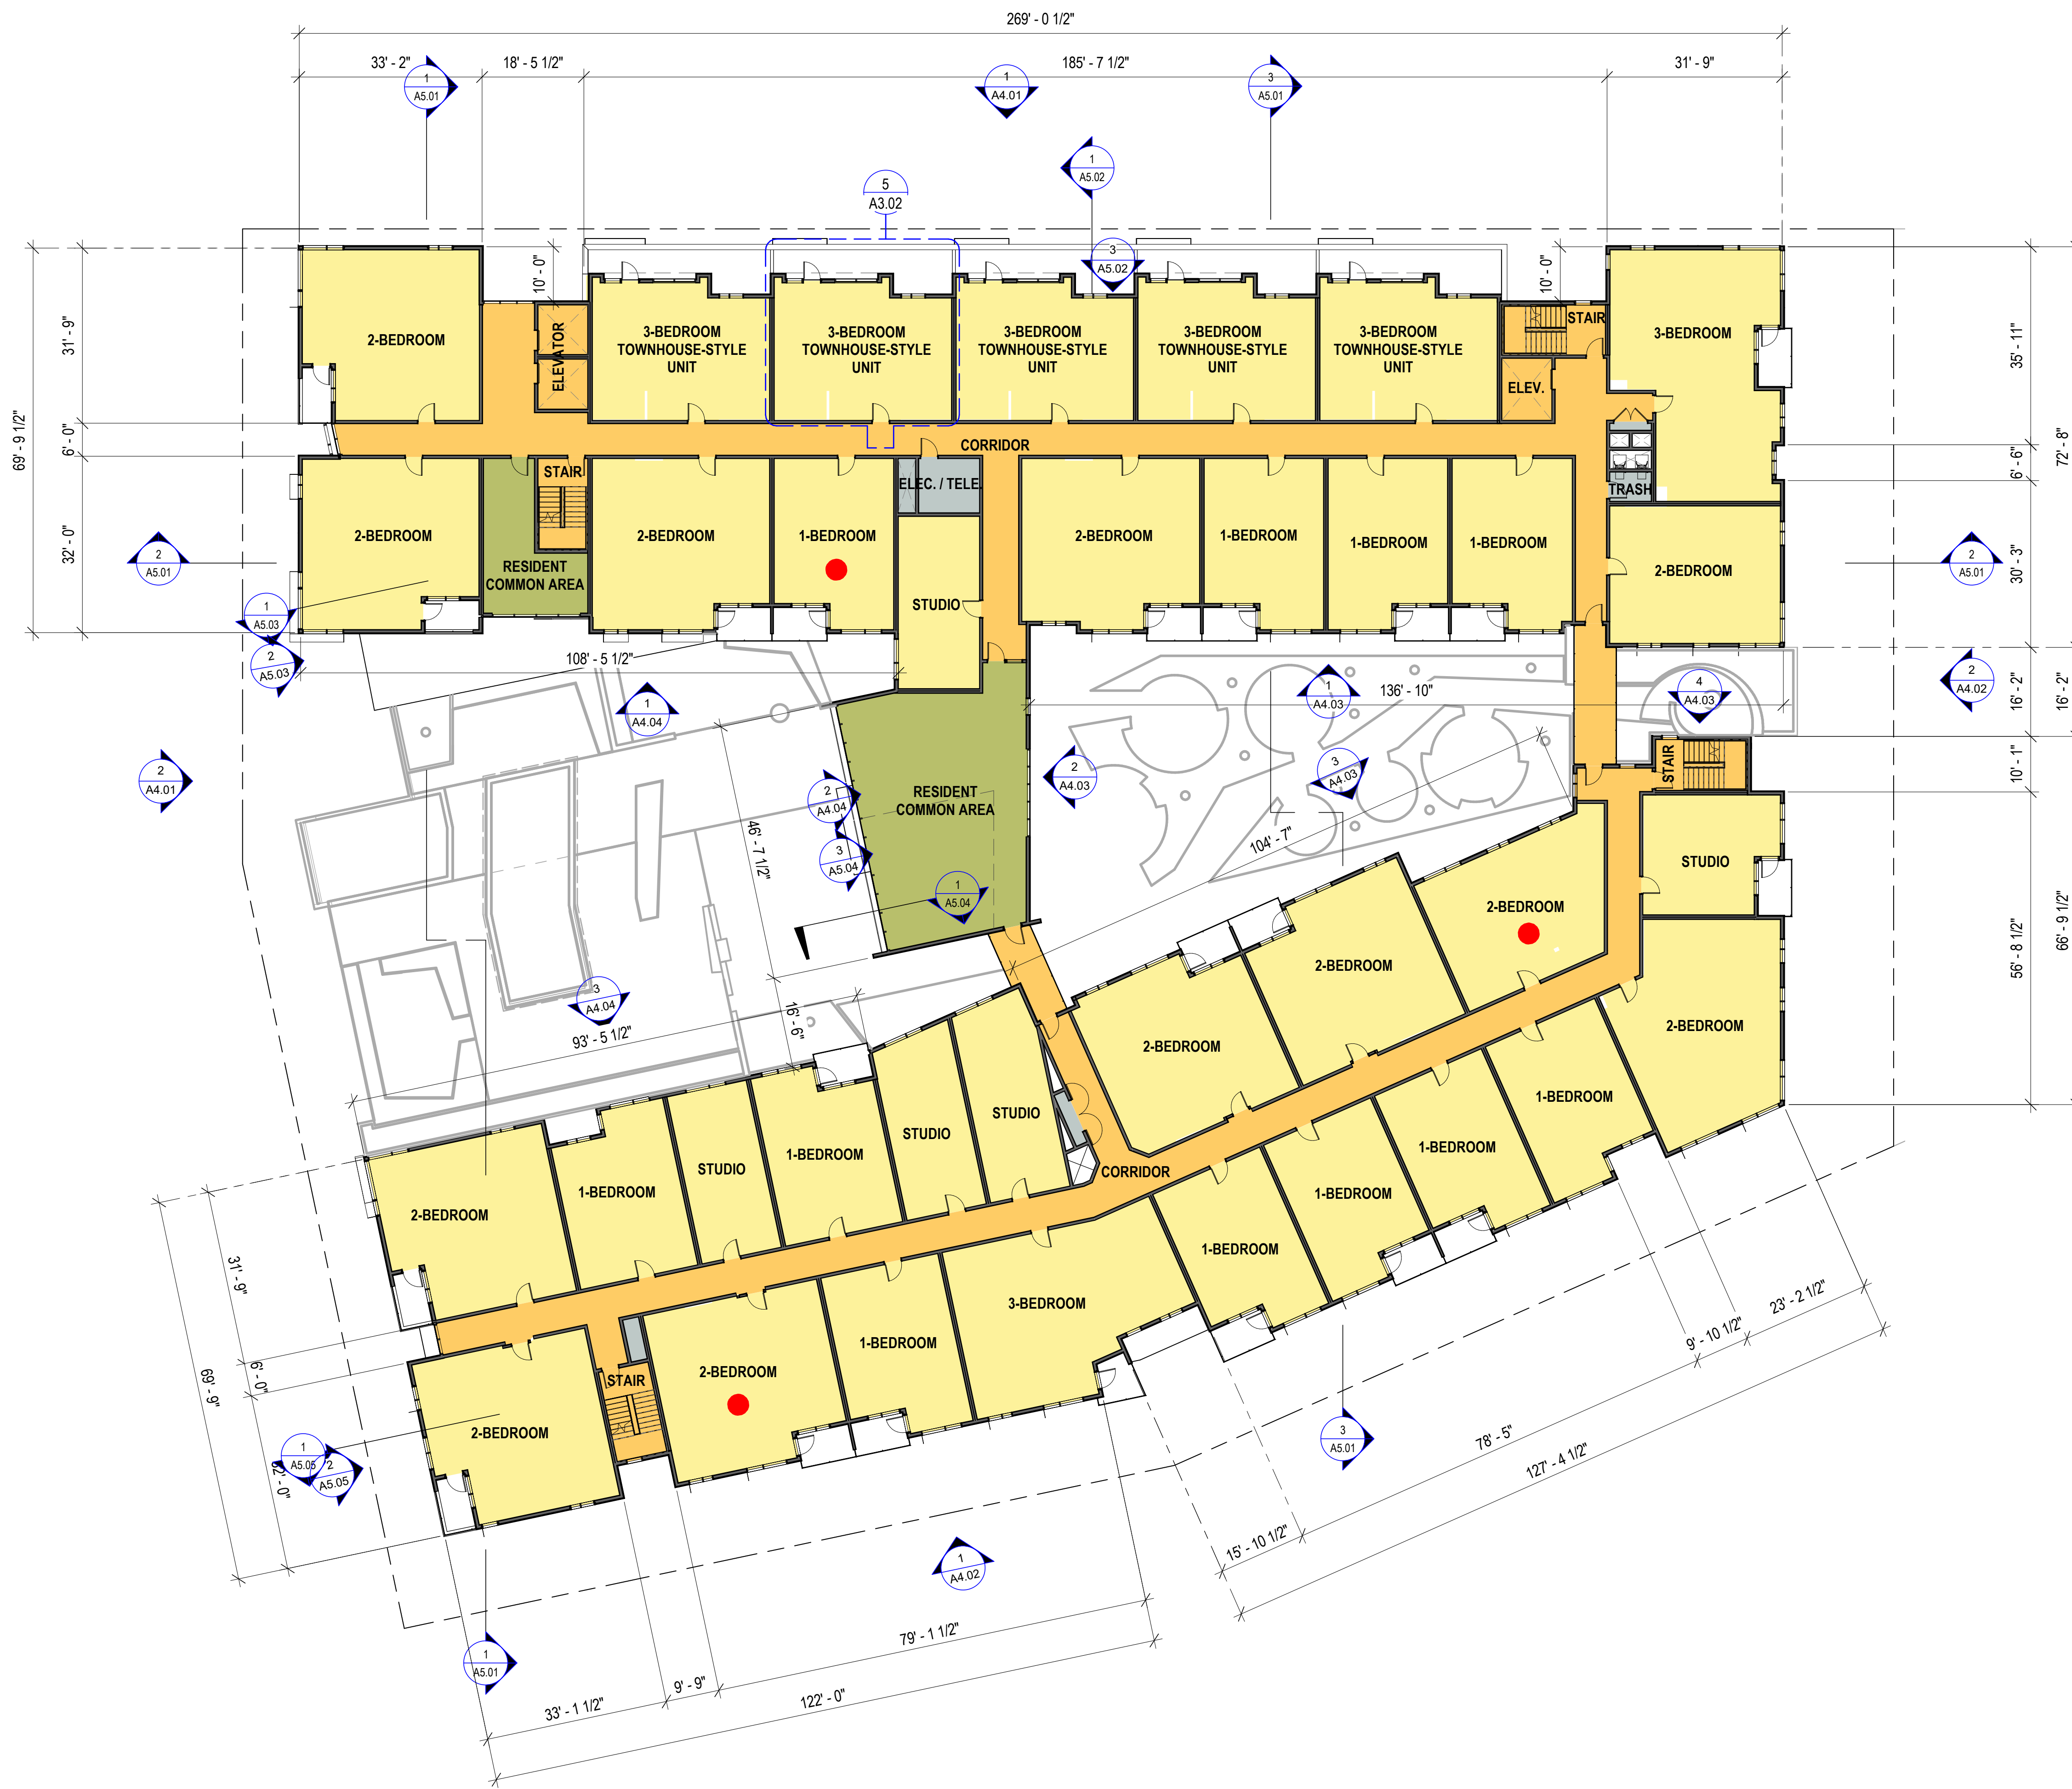 269' - 0 1/2"
33' - 2"
18' - 5 1/2"
185' - 7 1/2"
31' - 9"
1
A5.01
1
A4.01
3
A5.01
1
A5.02
5
A3.02
3
A5.02
10' - 0"
10' - 0"
69' - 9 1/2"
31' - 9"
6' - 0"
32' - 0"
35' - 11"
6' - 6"
30' - 3"
72' - 8"
16' - 2"
16' - 2"
10' - 1"
56' - 8 1/2"
66' - 9 1/2"
2-BEDROOM
ELEVATOR
3-BEDROOM
TOWNHOUSE-STYLE
UNIT
3-BEDROOM
TOWNHOUSE-STYLE
UNIT
3-BEDROOM
TOWNHOUSE-STYLE
UNIT
3-BEDROOM
TOWNHOUSE-STYLE
UNIT
3-BEDROOM
TOWNHOUSE-STYLE
UNIT
STAIR
ELEV.
3-BEDROOM
CORRIDOR
STAIR
ELEC. / TELE.
TRASH
2-BEDROOM
RESIDENT
COMMON AREA
2-BEDROOM
1-BEDROOM
STUDIO
2-BEDROOM
1-BEDROOM
1-BEDROOM
1-BEDROOM
2-BEDROOM
2
A5.01
2
A5.01
1
A5.03
2
A5.03
108' - 5 1/2"
1
A4.04
136' - 10"
1
A4.03
4
A4.03
2
A4.02
2
A4.01
2
A4.03
3
A4.03
STAIR
RESIDENT
COMMON AREA
2
A4.04
3
A5.04
1
A5.04
46' - 7 1/2"
104' - 7"
STUDIO
2-BEDROOM
2-BEDROOM
2-BEDROOM
2-BEDROOM
3
A4.04
93' - 5 1/2"
16' - 6"
STUDIO
STUDIO
1-BEDROOM
STUDIO
1-BEDROOM
2-BEDROOM
CORRIDOR
1-BEDROOM
1-BEDROOM
1-BEDROOM
1-BEDROOM
3-BEDROOM
1-BEDROOM
2-BEDROOM
STAIR
2-BEDROOM
31' - 9"
6' - 0"
69' - 9"
1
A5.05
2
A5.05
23' - 2 1/2"
9' - 10 1/2"
78' - 5"
127' - 4 1/2"
15' - 10 1/2"
3
A5.01
1
A4.02
1
A5.01
79' - 1 1/2"
9' - 9"
33' - 1 1/2"
122' - 0"